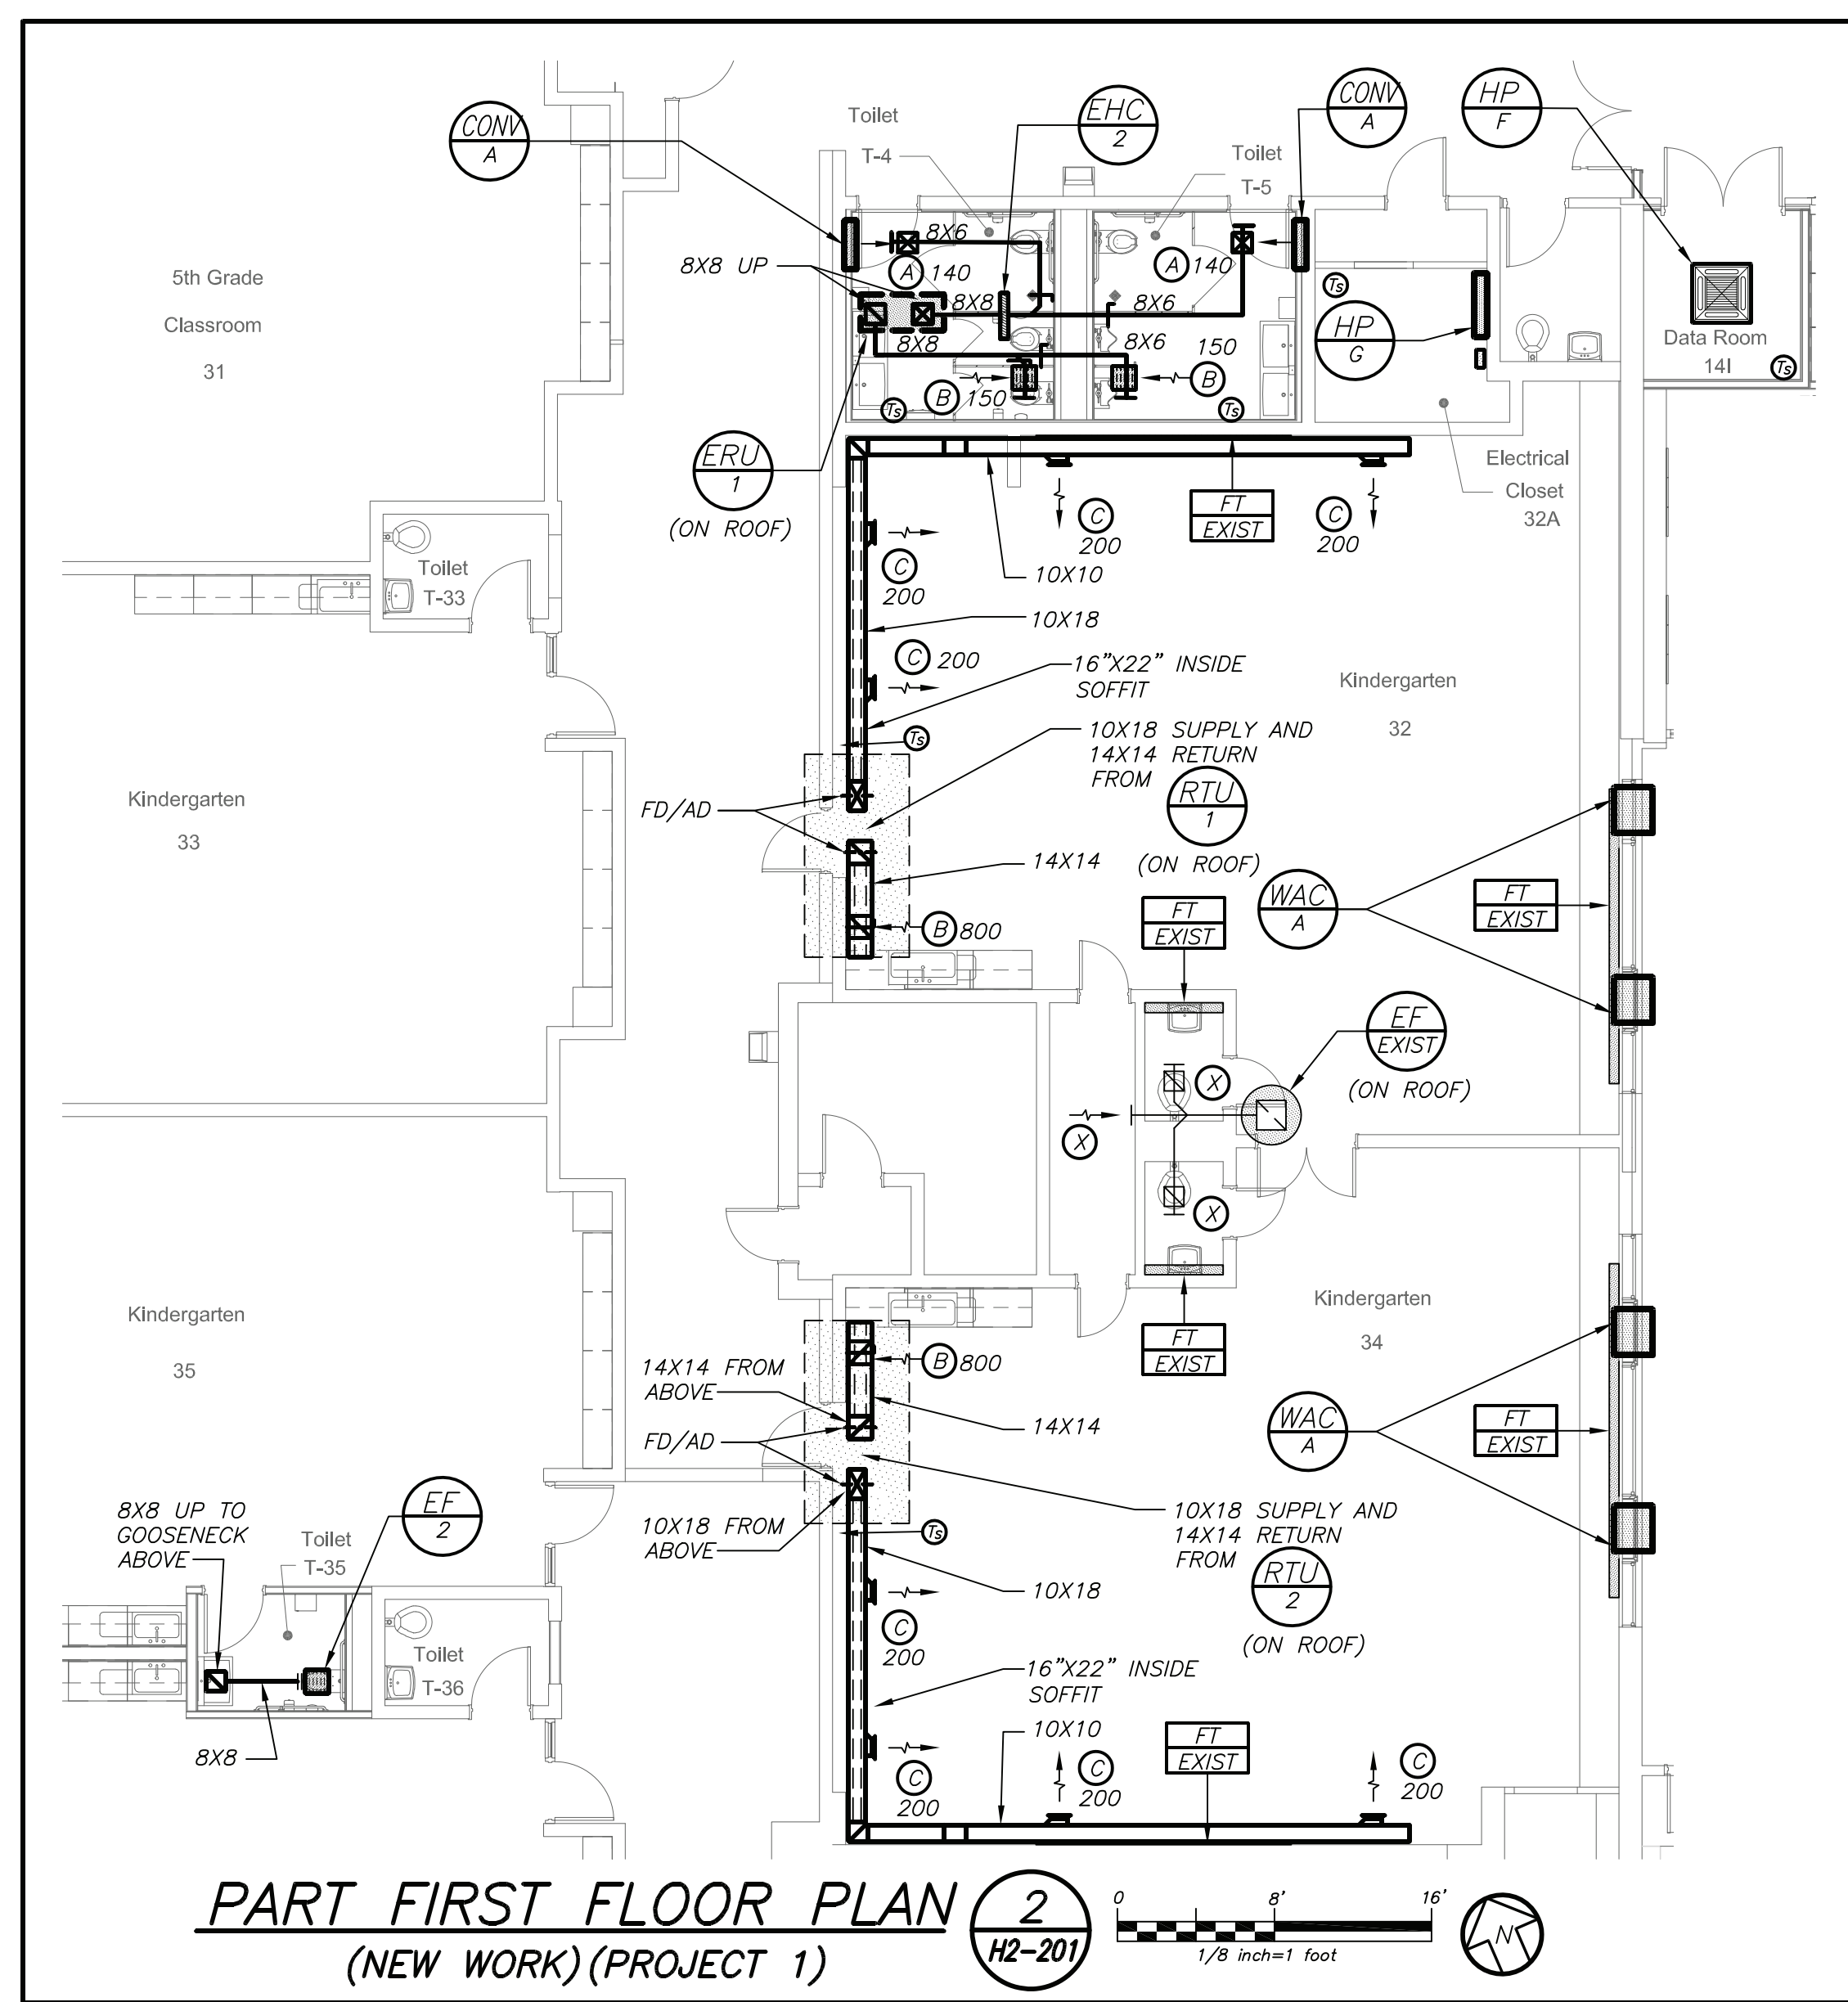 CONV
A
Toilet
T-4
EHC
2
Toilet
T-5
CONV
A
HP
F
5th Grade
Classroom
31
8X8 UP
8X6
A 140
8X8
8X8
A 140
8X6
8X6
150
B 150
B
Ts
Ts
Ts
HP
G
Data Room
14I
Ts
ERU
1
(ON ROOF)
FT
EXIST
Electrical
Closet
32A
C
200
C
200
C
200
10X10
Toilet
T-33
10X18
C 200
16"X22" INSIDE
SOFFIT
Kindergarten
32
Ts
10X18 SUPPLY AND
14X14 RETURN
FROM
RTU
1
(ON ROOF)
Kindergarten
33
FD/AD
14X14
B 800
FT
EXIST
WAC
A
FT
EXIST
EF
EXIST
(ON ROOF)
X
X
X
Kindergarten
35
Kindergarten
34
FT
EXIST
14X14 FROM
ABOVE
B 800
14X14
FD/AD
WAC
A
FT
EXIST
8X8 UP TO
GOOSENECK
ABOVE
EF
2
Toilet
T-35
10X18 FROM
ABOVE
Ts
10X18 SUPPLY AND
14X14 RETURN
FROM
RTU
2
(ON ROOF)
10X18
C
200
16"X22" INSIDE
SOFFIT
Toilet
T-36
8X8
10X10
FT
EXIST
C
200
C
200
C
200
PART FIRST FLOOR PLAN
(NEW WORK)(PROJECT 1)
2
H2-201
0 8' 16'
1/8 inch=1 foot
N